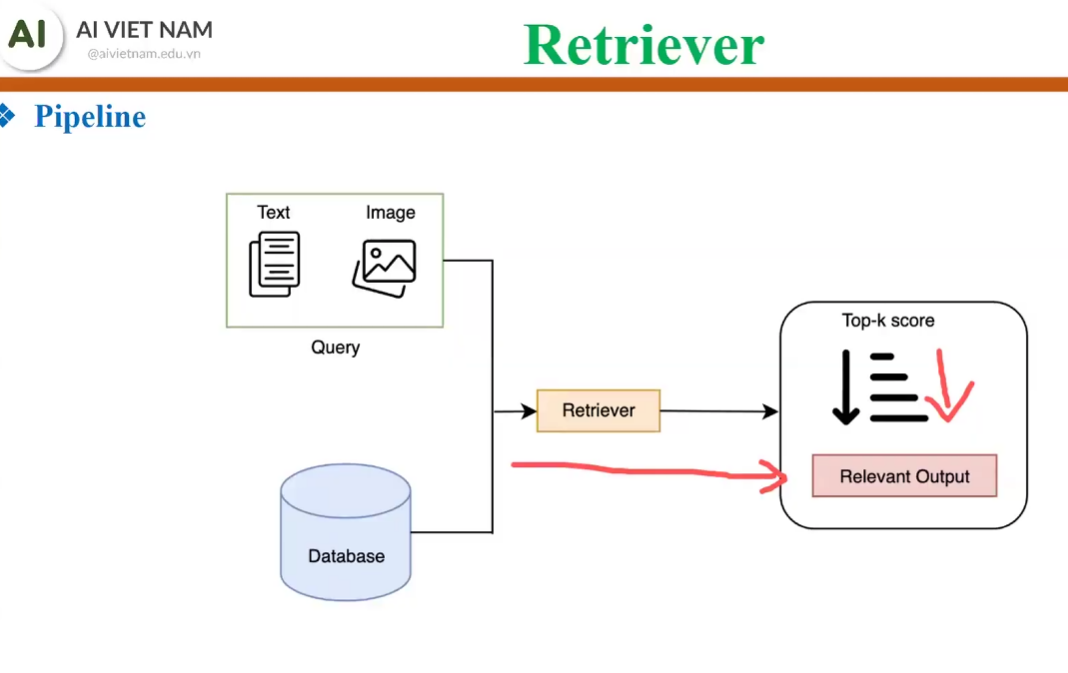 AI
AI VIET NAM
@aivietnam.edu.vn
Retriever
Pipeline
Text
Image
Query
Database
Retriever
Top-k score
Relevant Output